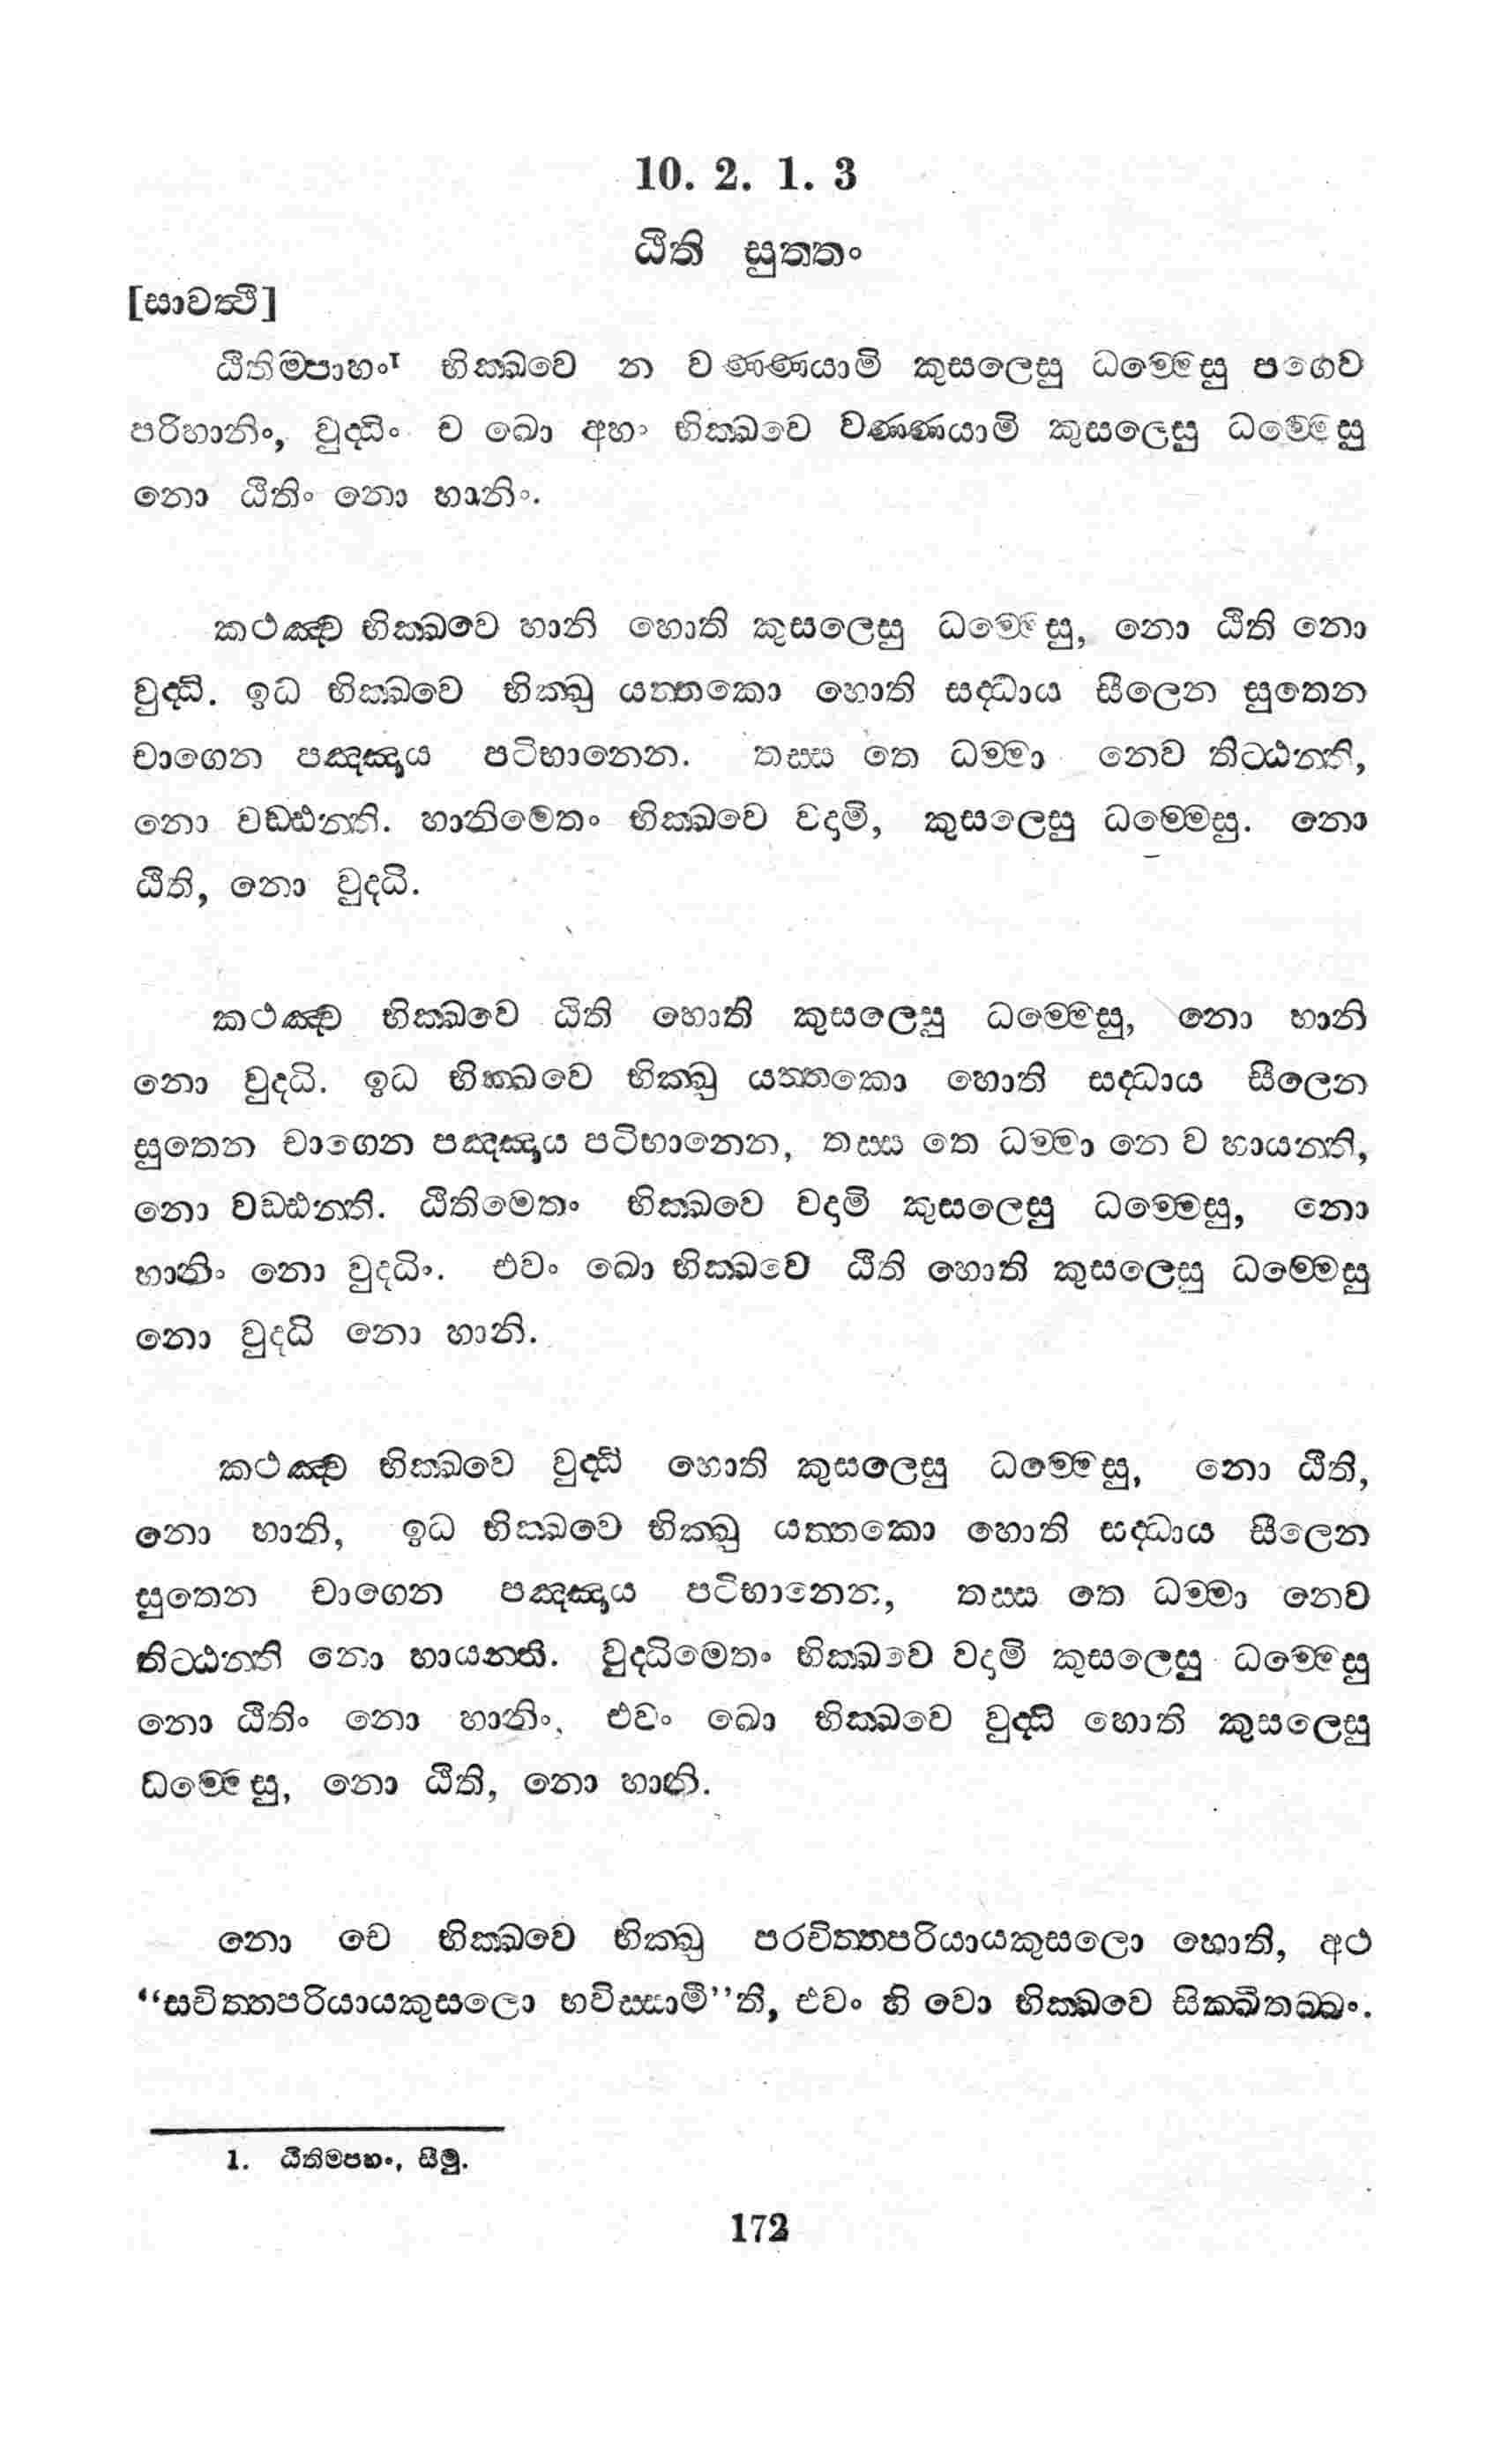 10. 2. 1. 3
ඨිති සුත්තං
[සාවත්ථි]
ඨිතිම්පාහං¹ භික්ඛවෙ න වණ්ණයාමි කුසලෙසු ධම්මෙසු පගෙව
පරිහානිං, වුද්ධිං ච ඛො අහං භික්ඛවෙ වණ්ණයාමි කුසලෙසු ධම්මෙසු
නො ඨිතිං නො හානිං.
කථඤ්ච භික්ඛවෙ හානි හොති කුසලෙසු ධම්මෙසු, නො ඨිති නො
වුද්ධි. ඉධ භික්ඛවෙ භික්ඛු යත්තකො හොති සද්ධාය සීලෙන සුතෙන
චාගෙන පඤ්ඤාය පටිභානෙන. තස්ස තෙ ධම්මා නෙව තිට්ඨන්ති,
නො වඩ්ඪන්ති. හානිමෙතං භික්ඛවෙ වදාමි, කුසලෙසු ධම්මෙසු. නො
ඨිති, නො වුද්ධි.
කථඤ්ච භික්ඛවෙ ඨිති හොති කුසලෙසු ධම්මෙසු, නො හානි
නො වුද්ධි. ඉධ භික්ඛවෙ භික්ඛු යත්තකො හොති සද්ධාය සීලෙන
සුතෙන චාගෙන පඤ්ඤාය පටිභානෙන, තස්ස තෙ ධම්මා නෙ ව හායන්ති,
නො වඩ්ඪන්ති. ඨිතිමෙතං භික්ඛවෙ වදාමි කුසලෙසු ධම්මෙසු, නො
හානිං නො වුද්ධිං. එවං ඛො භික්ඛවෙ ඨිති හොති කුසලෙසු ධම්මෙසු
නො වුද්ධි නො හානි.
කථඤ්ච භික්ඛවෙ වුද්ධි හොති කුසලෙසු ධම්මෙසු, නො ඨිති,
නො හානි, ඉධ භික්ඛවෙ භික්ඛු යත්තකො හොති සද්ධාය සීලෙන
සුතෙන චාගෙන පඤ්ඤාය පටිභානෙන, තස්ස තෙ ධම්මා නෙව
තිට්ඨන්ති නො හායන්ති. වුද්ධිමෙතං භික්ඛවෙ වදාමි කුසලෙසු ධම්මෙසු
නො ඨිතිං නො හානිං, එවං ඛො භික්ඛවෙ වුද්ධි හොති කුසලෙසු
ධම්මෙසු, නො ඨිති, නො හානි.
නො චෙ භික්ඛවෙ භික්ඛු පරචිත්තපරියායකුසලො හොති, අථ
“සචිත්තපරියායකුසලො භවිස්සාමී”ති, එවං හි වො භික්ඛවෙ සික්ඛිතබ්බං.
1. ඨිතිමපහං, සීමු.
172